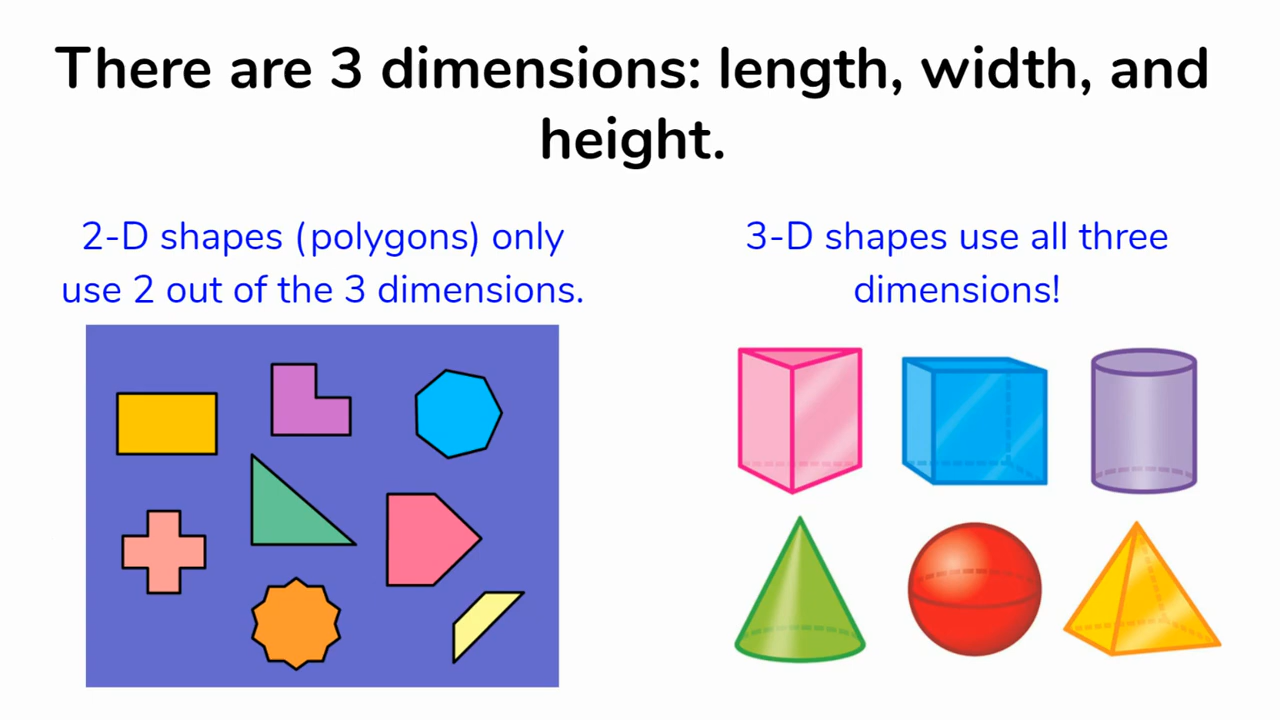 There are 3 dimensions: length, width, and
height.
2-D shapes (polygons) only
use 2 out of the 3 dimensions.
3-D shapes use all three
dimensions!